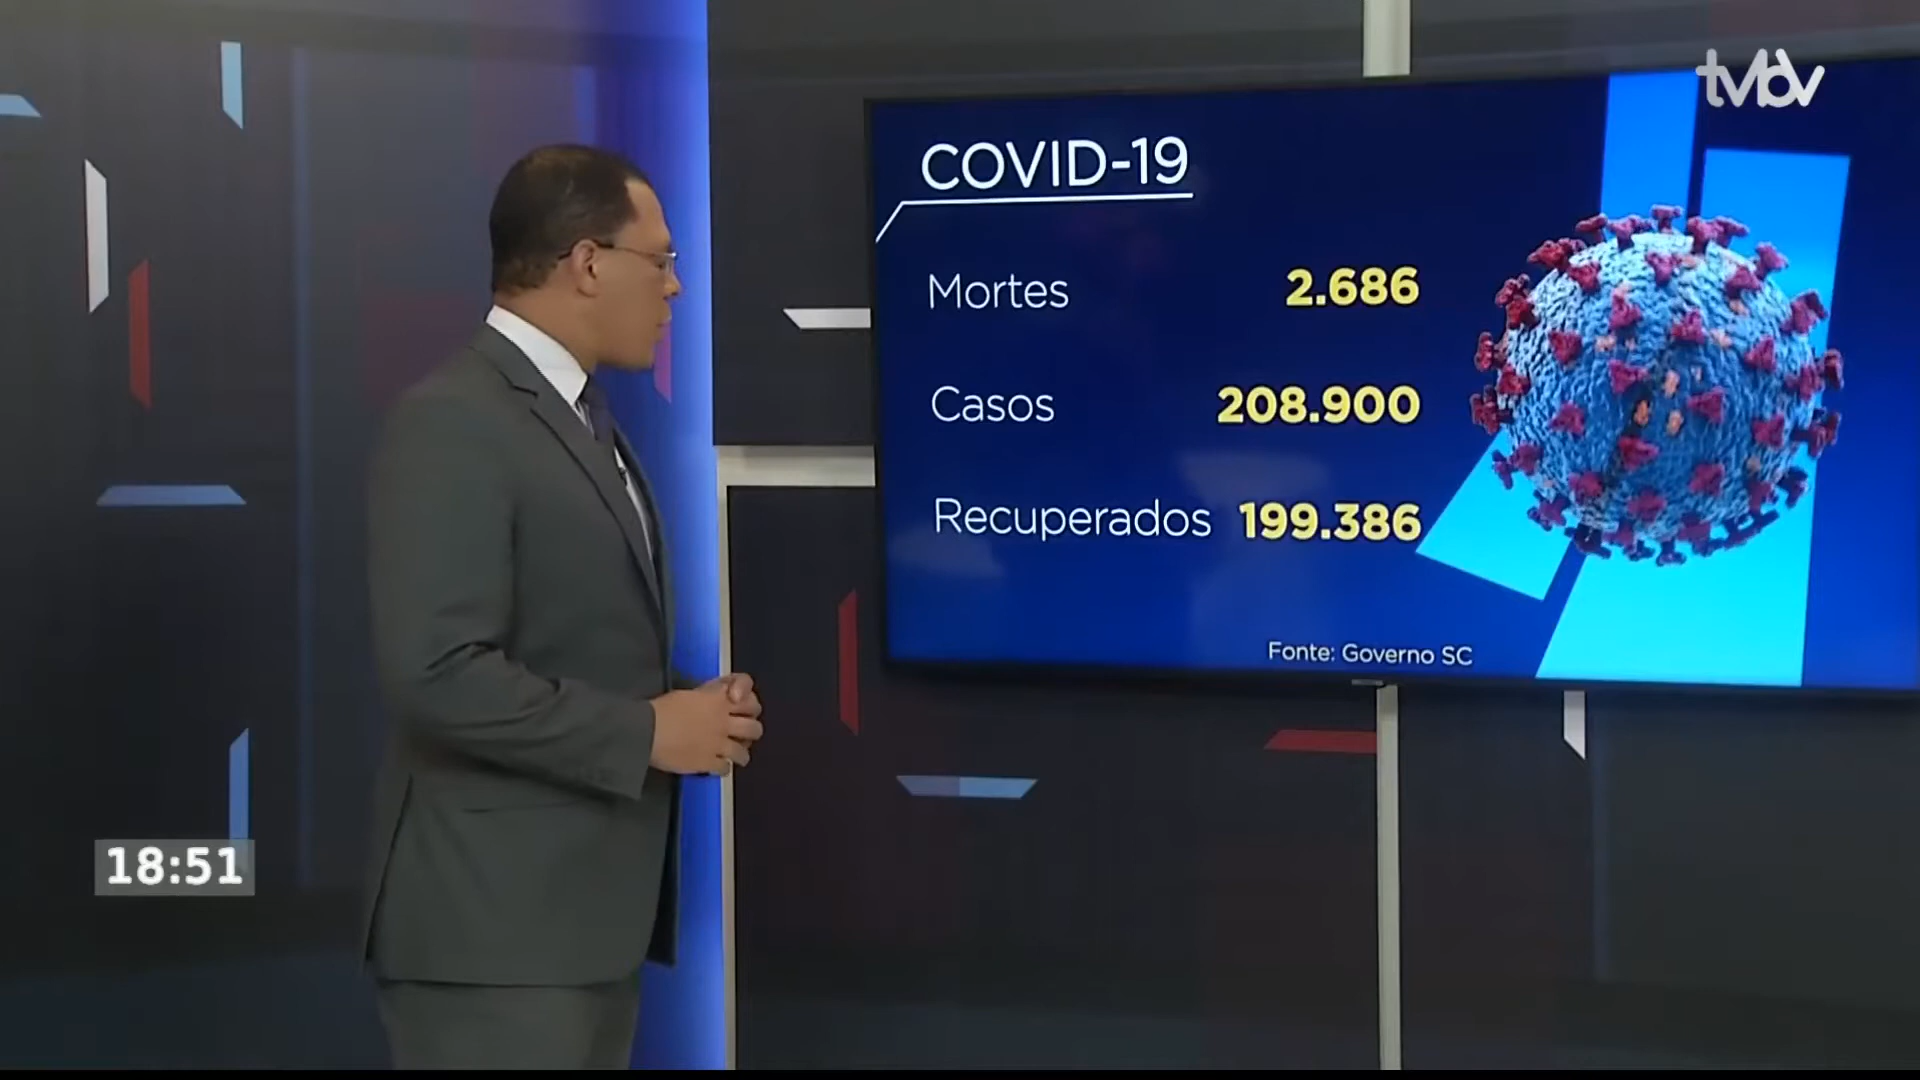 tvbv
COVID-19
Mortes 2.686
Casos 208.900
Recuperados 199.386
Fonte: Governo SC
18:51